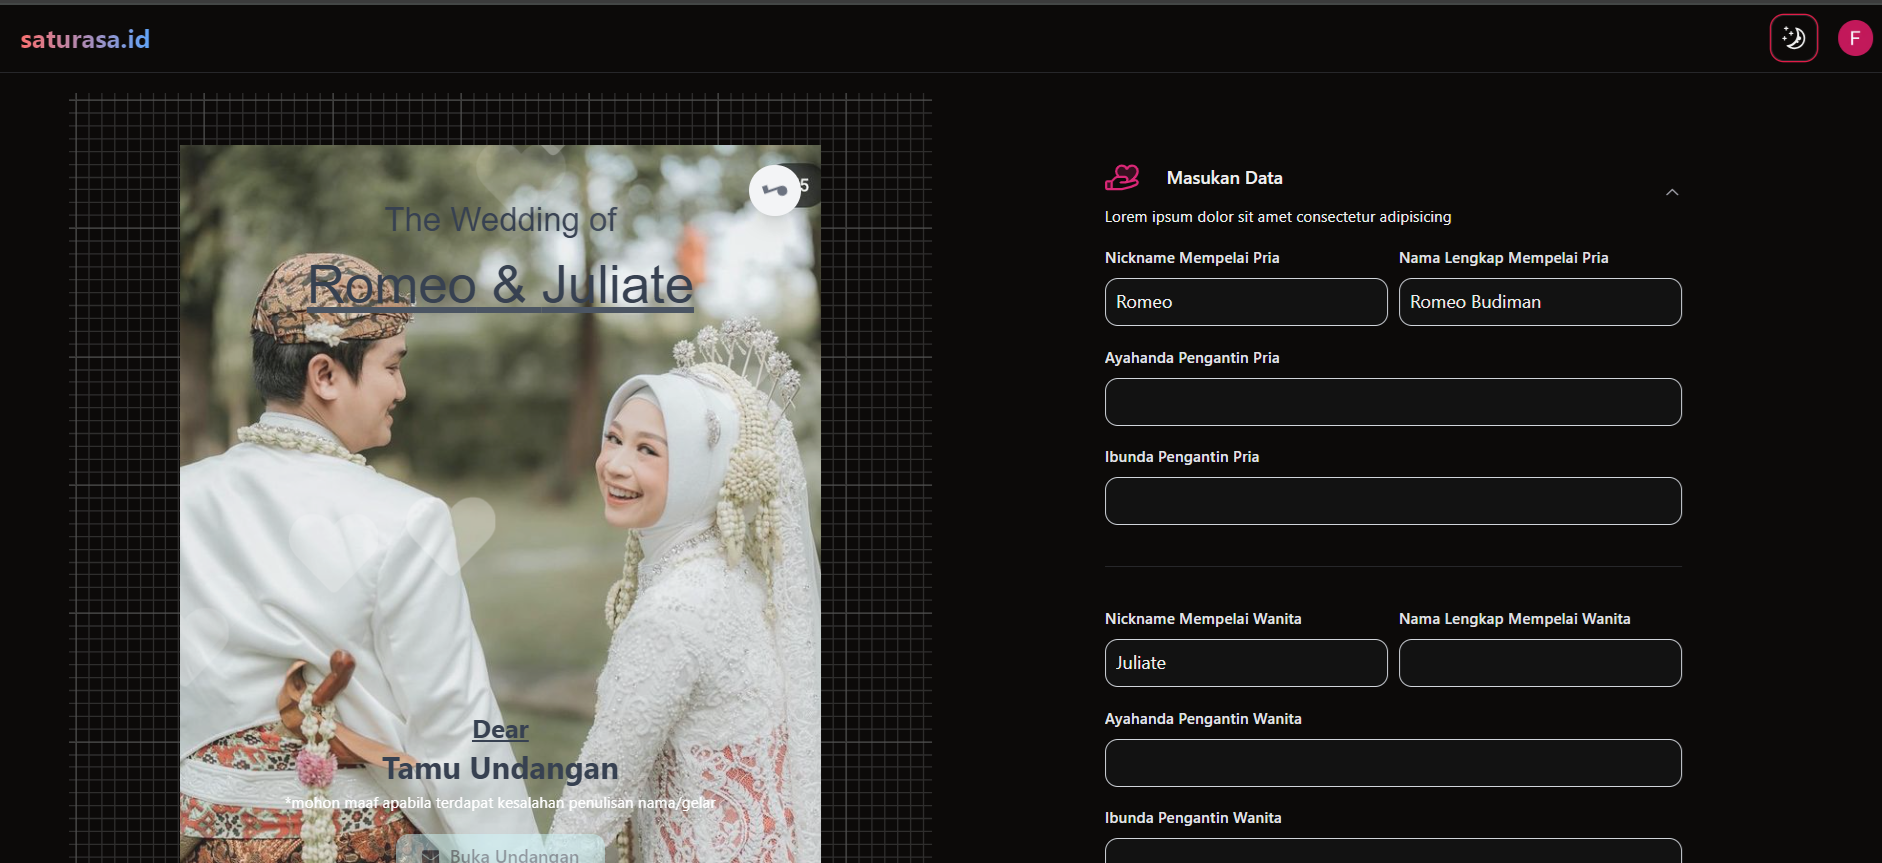 saturasa.id
F
5
The Wedding of
Romeo & Juliate
Dear
Tamu Undangan
*mohon maaf apabila terdapat kesalahan penulisan nama/gelar
Buka Undangan
Masukan Data
Lorem ipsum dolor sit amet consectetur adipisicing
Nickname Mempelai Pria
Nama Lengkap Mempelai Pria
Romeo
Romeo Budiman
Ayahanda Pengantin Pria
Ibunda Pengantin Pria
Nickname Mempelai Wanita
Nama Lengkap Mempelai Wanita
Juliate
Ayahanda Pengantin Wanita
Ibunda Pengantin Wanita